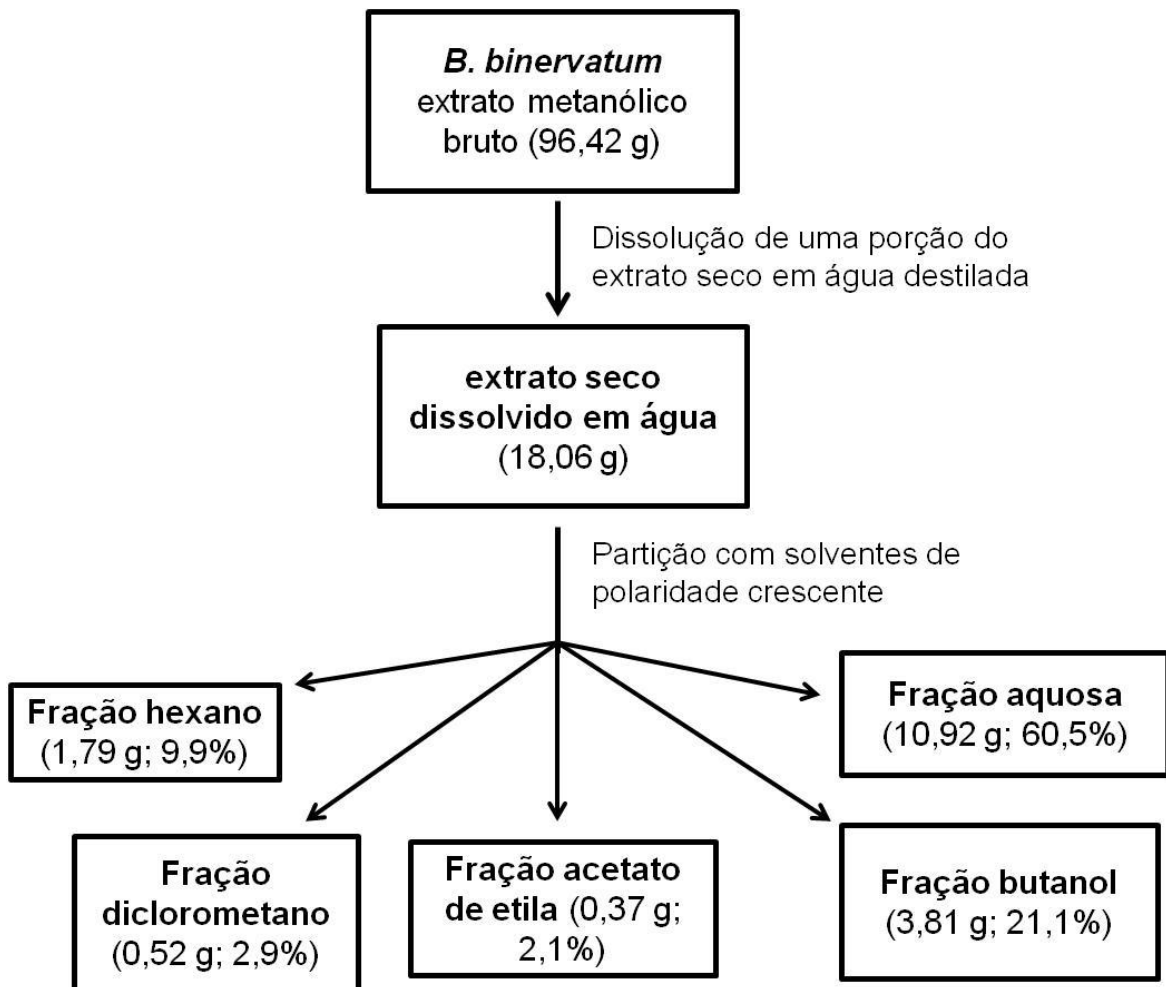 B. binervatum
extrato metanólico
bruto (96,42 g)
Dissolução de uma porção do
extrato seco em água destilada
extrato seco
dissolvido em água
(18,06 g)
Partição com solventes de
polaridade crescente
Fração hexano
(1,79 g; 9,9%)
Fração aquosa
(10,92 g; 60,5%)
Fração
diclorometano
(0,52 g; 2,9%)
Fração acetato
de etila (0,37 g;
2,1%)
Fração butanol
(3,81 g; 21,1%)